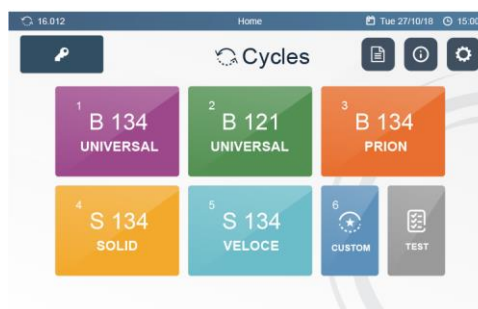 16.012
Home
Tue 27/10/18
15:00
Cycles
1
B 134
UNIVERSAL
2
B 121
UNIVERSAL
3
B 134
PRION
4
S 134
SOLID
5
S 134
VELOCE
6
CUSTOM
TEST